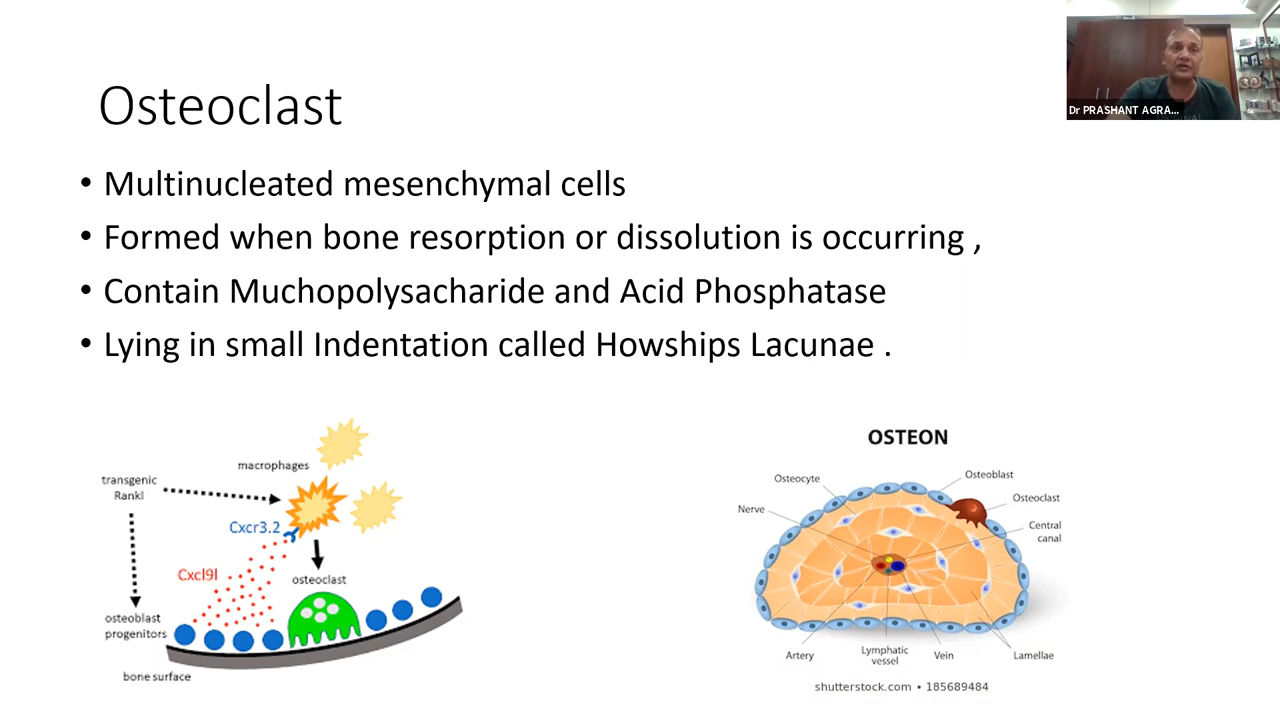 Dr PRASHANT AGRA...
Osteoclast
• Multinucleated mesenchymal cells
• Formed when bone resorption or dissolution is occurring ,
• Contain Muchopolysacharide and Acid Phosphatase
• Lying in small Indentation called Howships Lacunae .
macrophages
transgenic
Rankl
Cxcr3.2
Cxcl9l
osteoclast
osteoblast
progenitors
bone surface
OSTEON
Osteocyte
Osteoblast
Nerve
Osteoclast
Central
canal
Artery
Lymphatic
vessel
Vein
Lamellae
shutterstock.com • 185689484